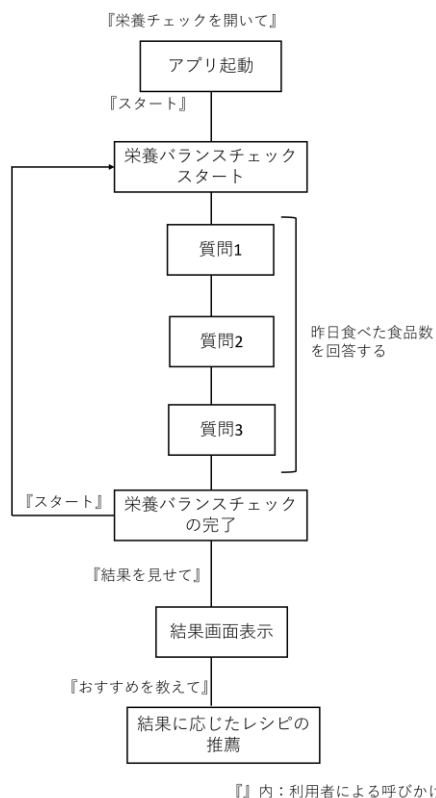 『栄養チェックを開いて』
アプリ起動
『スタート』
栄養バランスチェック
スタート
質問1
質問2
昨日食べた食品数
を回答する
質問3
『スタート』
栄養バランスチェック
の完了
『結果を見せて』
結果画面表示
『おすすめを教えて』
結果に応じたレシピの
推薦
『』内：利用者による呼びかけ